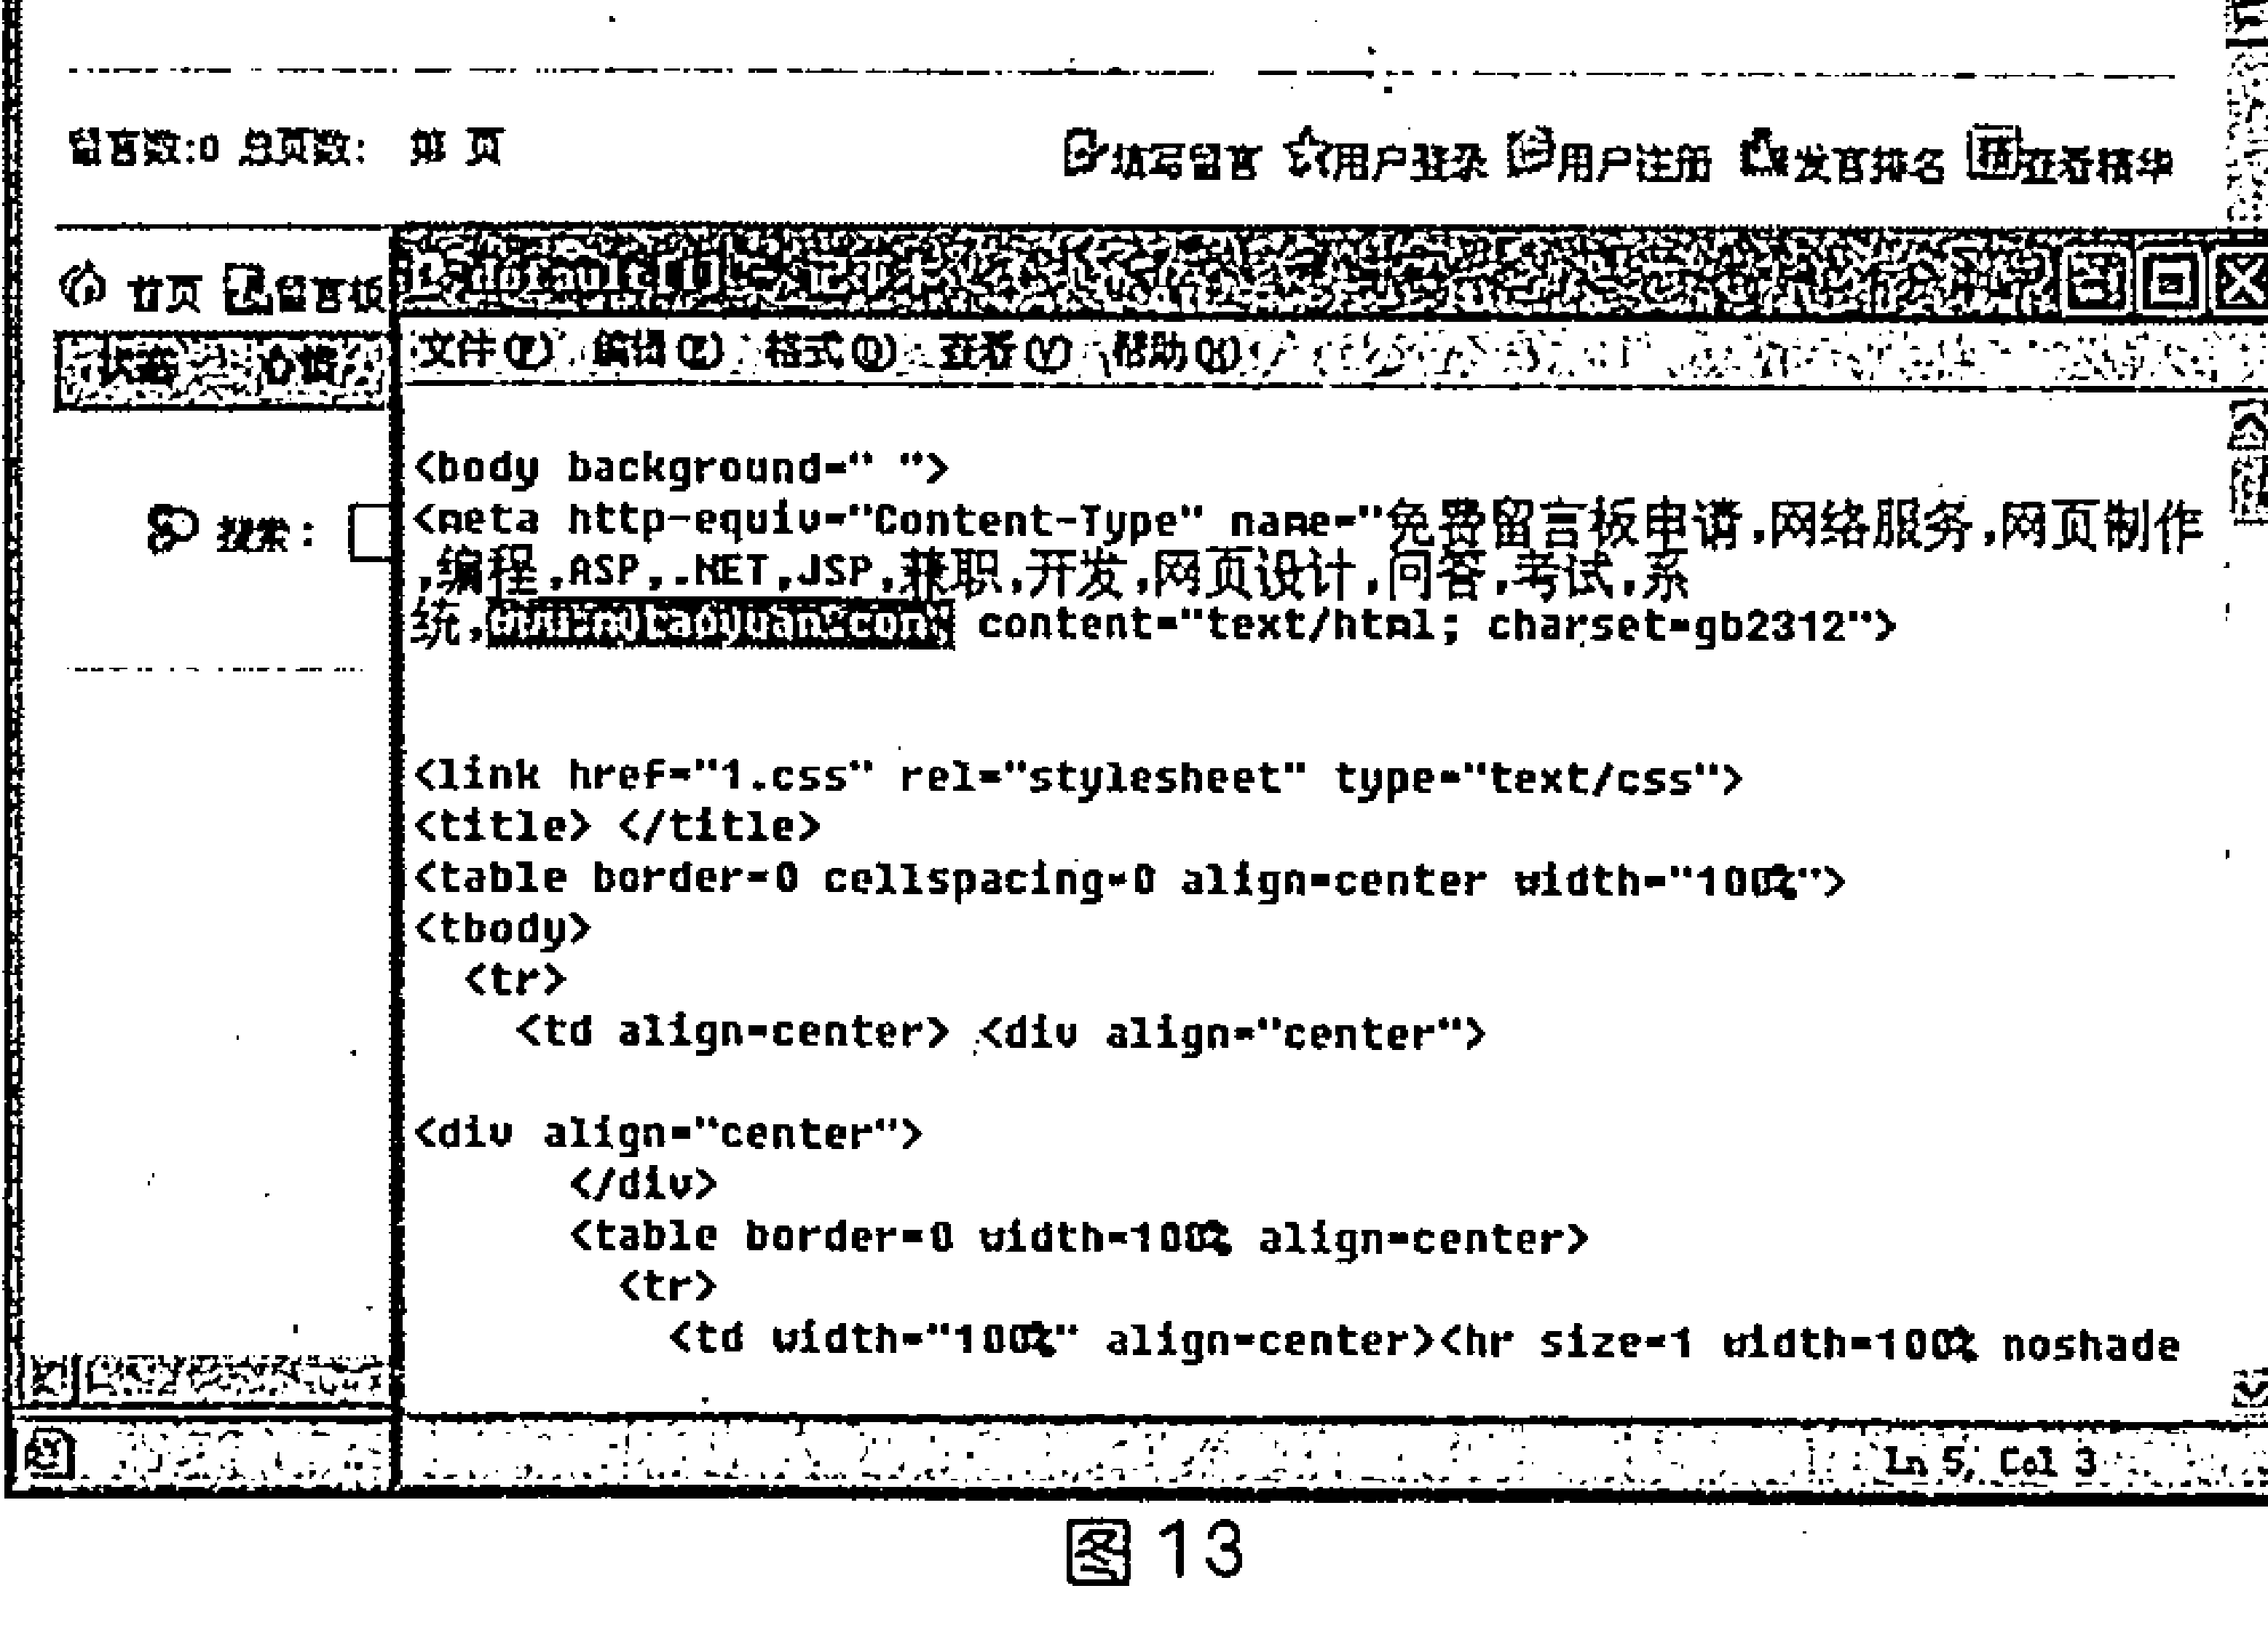 留言数:0 总页数: 第 页
填写留言 用户登录 用户注册 发言排名 查看精华
首页 留言板
文件(F) 编辑(E) 格式(O) 查看(V) 帮助(H)
搜索:
<body background=" ">
<meta http-equiv="Content-Type" name="免费留言板申请,网络服务,网页制作
,编程,ASP,.NET,JSP,兼职,开发,网页设计,问答,考试,系
统, content="text/html; charset=gb2312">
<link href="1.css" rel="stylesheet" type="text/css">
<title> </title>
<table border=0 cellspacing=0 align=center width="100%">
<tbody>
<tr>
<td align=center> <div align="center">
<div align="center">
</div>
<table border=0 width=100% align=center>
<tr>
<td width="100%" align=center><hr size=1 width=100% noshade
Ln 5, Col 3
图 13